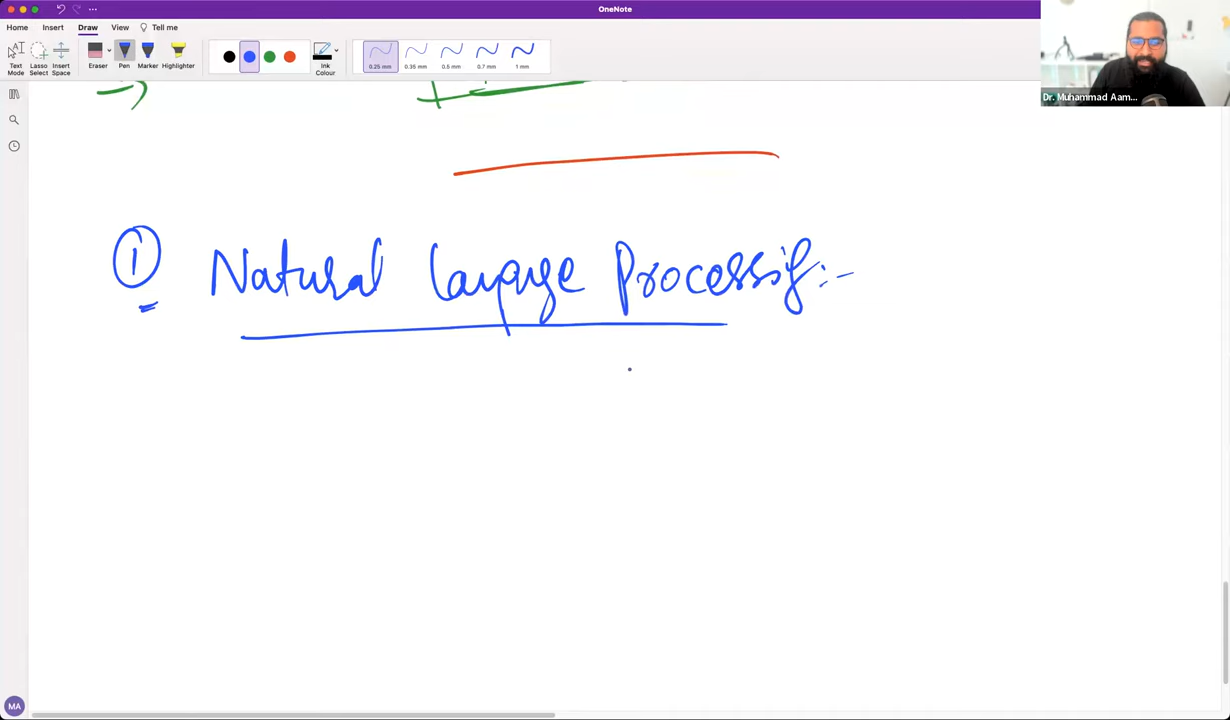 OneNote
Home Insert Draw View Tell me
Text Mode
Lasso Select
Insert Space
Eraser
Pen
Marker
Highlighter
Ink Colour
0.25 mm
0.35 mm
0.5 mm
0.7 mm
1 mm
Dr. Muhammad Aam...
① Natural Language Processing :-
MA